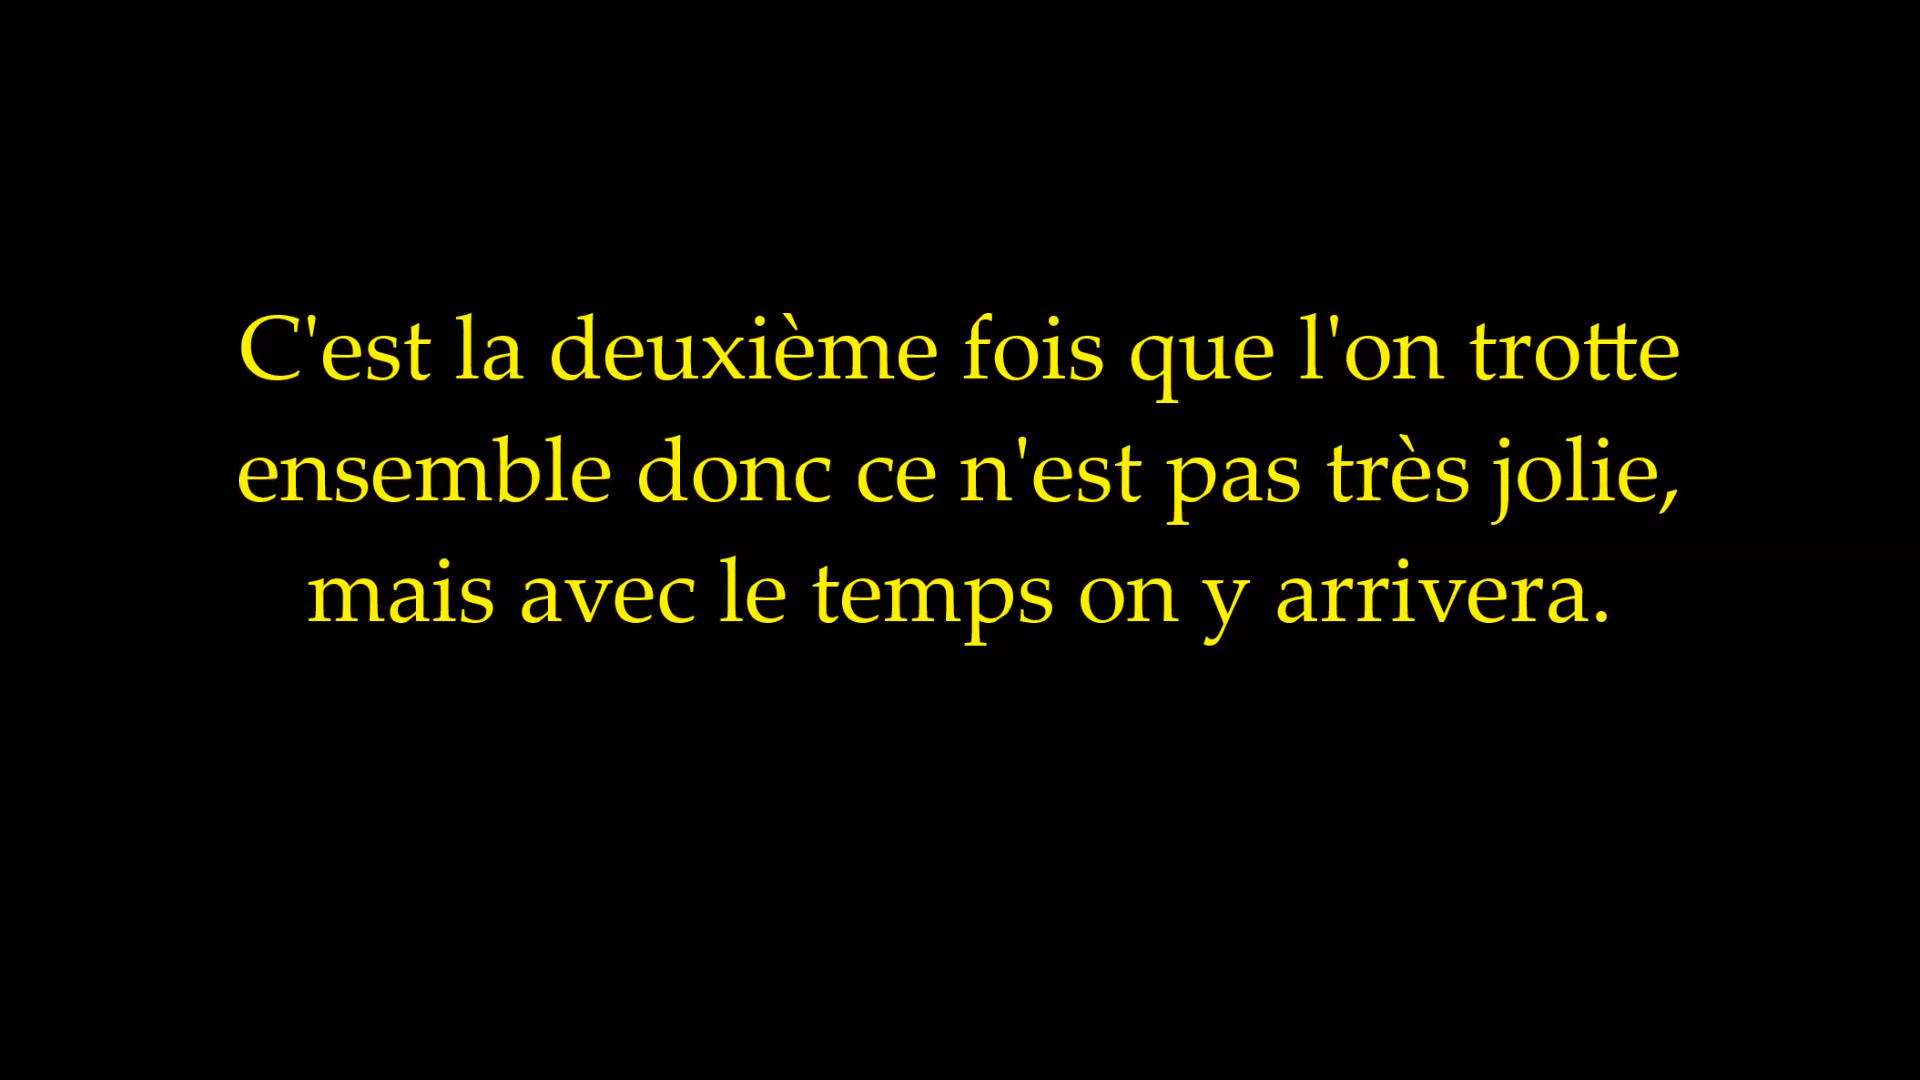 C'est la deuxième fois que l'on trotte
ensemble donc ce n'est pas très jolie,
mais avec le temps on y arrivera.